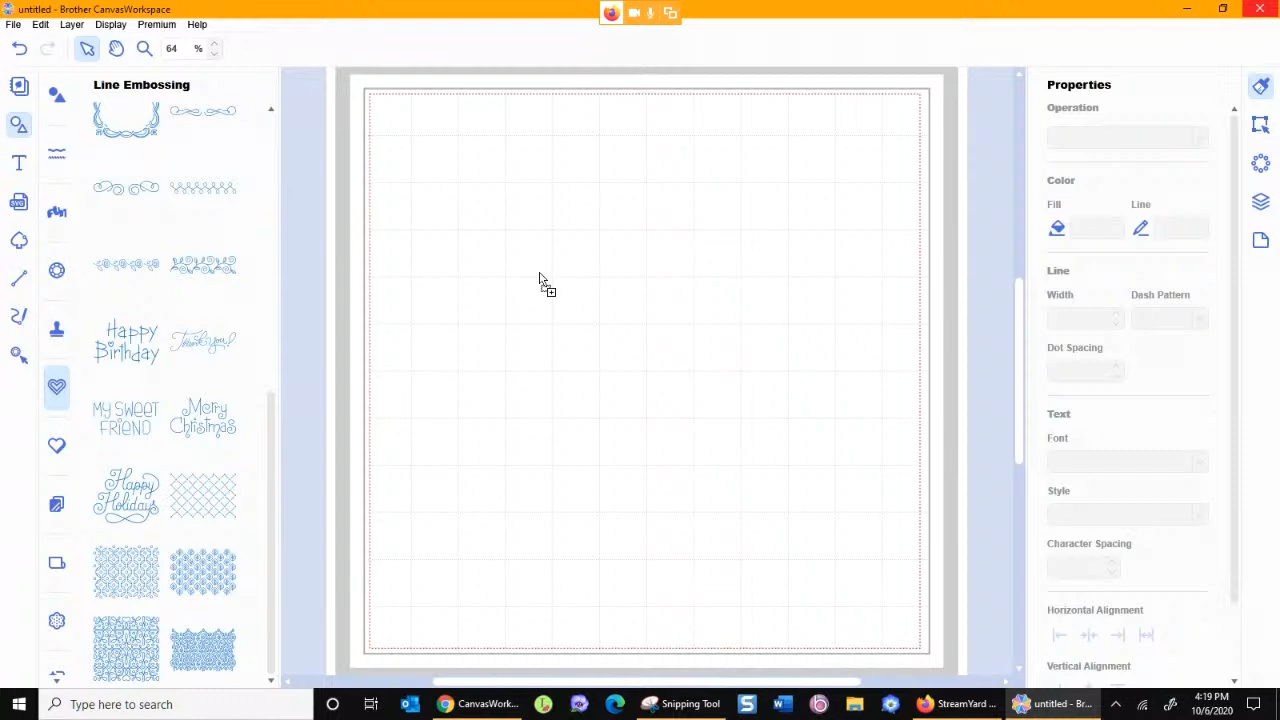 untitled - Brother CanvasWorkspace
File Edit Layer Display Premium Help
64 %
Line Embossing
Happy
Birthday
Thank You!
MY SWEET
FRIEND
Merry
Christmas
Happy
Holidays
T
SVG
fun
Properties
Operation
Color
Fill Line
Line
Width Dash Pattern
Dot Spacing
Text
Font
Style
Character Spacing
Horizontal Alignment
Vertical Alignment
Type here to search
CanvasWork... Snipping Tool S W StreamYard ... untitled - Br...
4:19 PM
10/6/2020